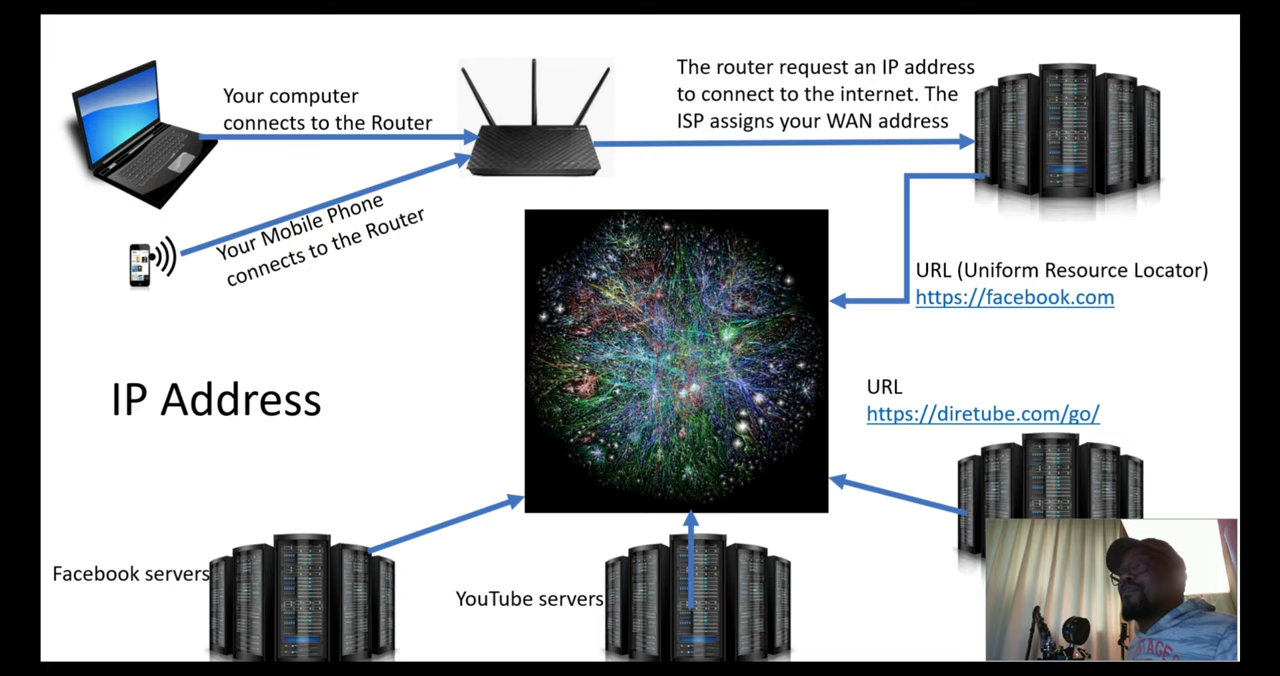 Your computer
connects to the Router
The router request an IP address
to connect to the internet. The
ISP assigns your WAN address
Your Mobile Phone
connects to the Router
URL (Uniform Resource Locator)
https://facebook.com
IP Address
URL
https://diretube.com/go/
Facebook servers
YouTube servers